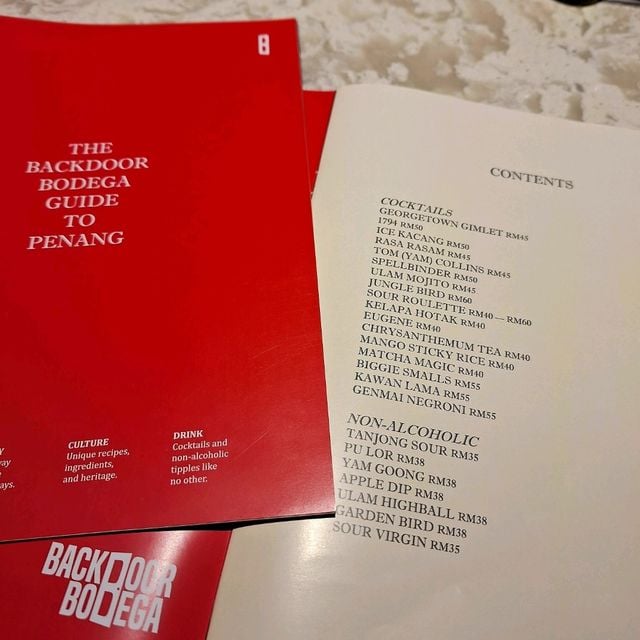 B
THE
BACKDOOR
BODEGA
GUIDE
TO
PENANG
CULTURE
Unique recipes,
ingredients,
and heritage.
DRINK
Cocktails and
non-alcoholic
tipples like
no other.
BACKDOOR
BODEGA
CONTENTS
COCKTAILS
GEORGETOWN GIMLET RM45
1794 RM50
ICE KACANG RM50
RASA RASAM RM45
TOM (YAM) COLLINS RM45
SPELLBINDER RM50
ULAM MOJITO RM45
JUNGLE BIRD RM60
SOUR ROULETTE RM40 — RM60
KELAPA HOTAK RM40
EUGENE RM40
CHRYSANTHEMUM TEA RM40
MANGO STICKY RICE RM40
MATCHA MAGIC RM40
BIGGIE SMALLS RM55
KAWAN LAMA RM55
GENMAI NEGRONI RM55
NON-ALCOHOLIC
TANJONG SOUR RM35
PU LOR RM38
YAM GOONG RM38
APPLE DIP RM38
ULAM HIGHBALL RM38
GARDEN BIRD RM38
SOUR VIRGIN RM35